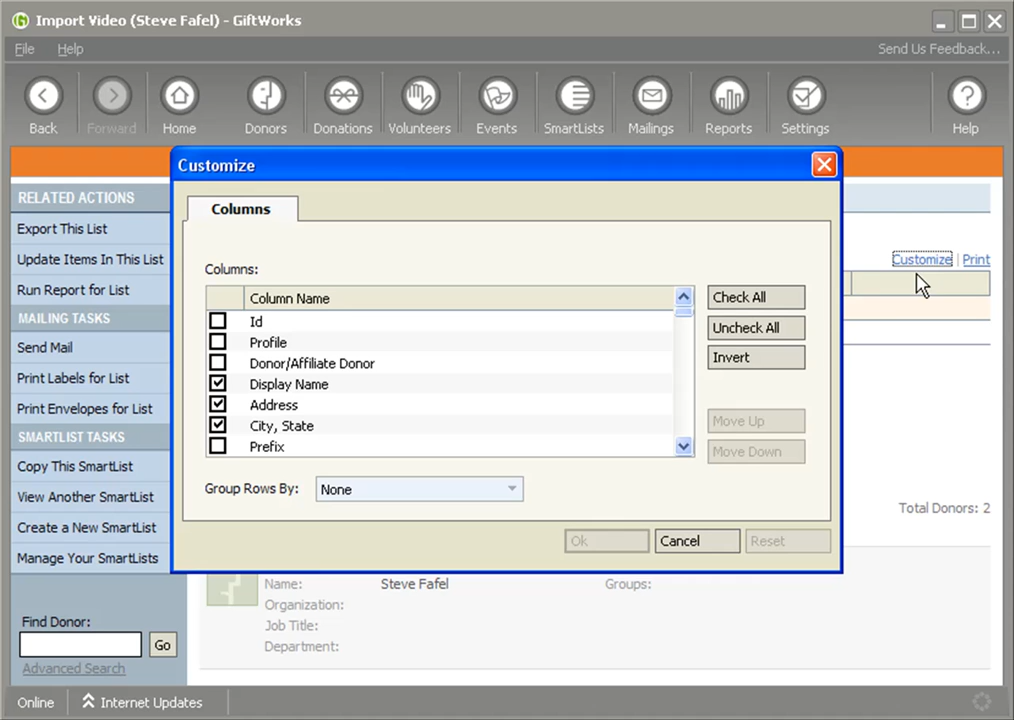 Import Video (Steve Fafel) - GiftWorks
File Help Send Us Feedback...
Back Forward Home Donors Donations Volunteers Events SmartLists Mailings Reports Settings Help
Customize
RELATED ACTIONS
Export This List
Update Items In This List
Run Report for List
MAILING TASKS
Send Mail
Print Labels for List
Print Envelopes for List
SMARTLIST TASKS
Copy This SmartList
View Another SmartList
Create a New SmartList
Manage Your SmartLists
Find Donor:
Go
Advanced Search
Columns
Columns:
Column Name
Id
Profile
Donor/Affiliate Donor
Display Name
Address
City, State
Prefix
Check All
Uncheck All
Invert
Move Up
Move Down
Group Rows By: None
Ok Cancel Reset
Customize | Print
Total Donors: 2
Name: Steve Fafel Groups:
Organization:
Job Title:
Department:
Online Internet Updates